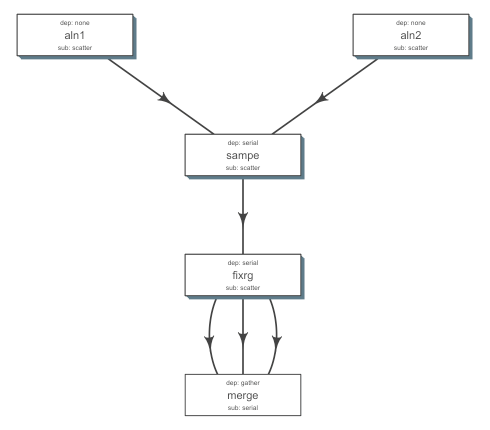 dep: none
aln1
sub: scatter
dep: none
aln2
sub: scatter
dep: serial
sampe
sub: scatter
dep: serial
fixrg
sub: scatter
dep: gather
merge
sub: serial